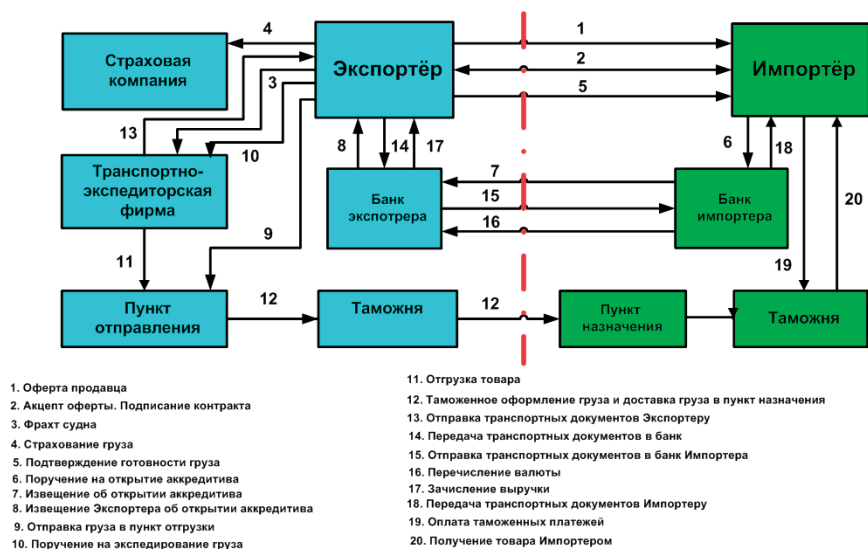 4
1
Страховая
компания
Экспортёр
2
Импортёр
3
5
13
10
8
14
17
6
18
Транспортно-
экспедиторская
фирма
Банк
экспотрера
7
15
16
Банк
импортера
20
9
11
19
Пункт
отправления
12
Таможня
12
Пункт
назначения
Таможня
1. Оферта продавца
2. Акцепт оферты. Подписание контракта
3. Фрахт судна
4. Страхование груза
5. Подтверждение готовности груза
6. Поручение на открытие аккредитива
7. Извещение об открытии аккредитива
8. Извещение Экспортера об открытии аккредитива
9. Отправка груза в пункт отгрузки
10. Поручение на экспедирование груза
11. Отгрузка товара
12. Таможенное оформление груза и доставка груза в пункт назначения
13. Отправка транспортных документов Экспортеру
14. Передача транспортных документов в банк
15. Отправка транспортных документов в банк Импортера
16. Перечисление валюты
17. Зачисление выручки
18. Передача транспортных документов Импортеру
19. Оплата таможенных платежей
20. Получение товара Импортером